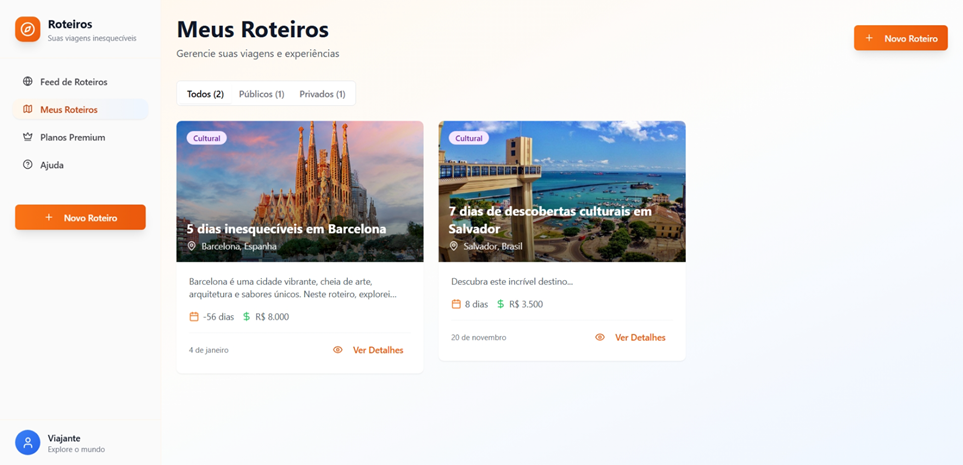 Roteiros
Suas viagens inesquecíveis
Feed de Roteiros
Meus Roteiros
Planos Premium
Ajuda
Novo Roteiro
Viajante
Explore o mundo
Meus Roteiros
Gerencie suas viagens e experiências
Novo Roteiro
Todos (2) Públicos (1) Privados (1)
Cultural
5 dias inesquecíveis em Barcelona
Barcelona, Espanha
Barcelona é uma cidade vibrante, cheia de arte,
arquitetura e sabores únicos. Neste roteiro, explorei...
-56 dias R$ 8.000
4 de janeiro Ver Detalhes
Cultural
7 dias de descobertas culturais em
Salvador
Salvador, Brasil
Descubra este incrível destino...
8 dias R$ 3.500
20 de novembro Ver Detalhes